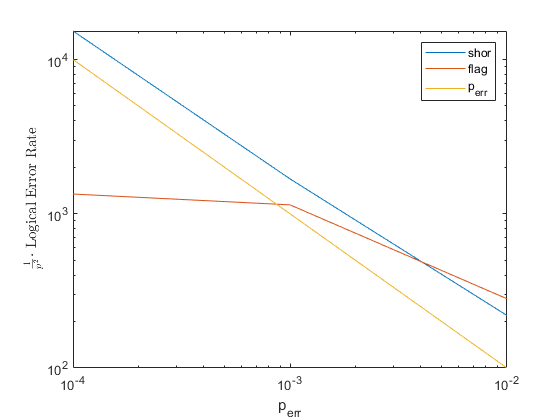 10^4
10^3
10^2
10^-4
10^-3
10^-2
1/p^2 · Logical Error Rate
p_err
shor
flag
p_err